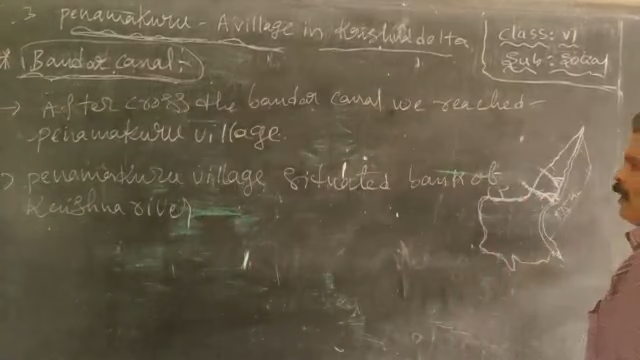 3 penamakuru - A village in Krishna delta
Class: VI
Sub: Social
* Bandar canal :-
→ After cross the bandar canal we reached -
penamakuru village.
→ penamakuru village situated bank of
Krishna river